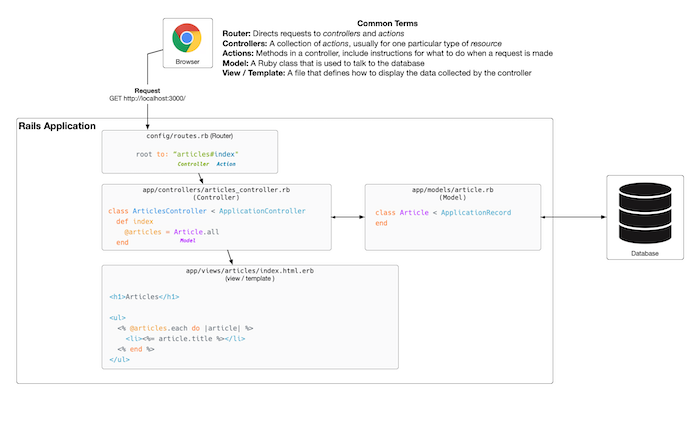 Common Terms
Router: Directs requests to controllers and actions
Controllers: A collection of actions, usually for one particular type of resource
Actions: Methods in a controller, include instructions for what to do when a request is made
Model: A Ruby class that is used to talk to the database
View / Template: A file that defines how to display the data collected by the controller
Browser
Request
GET http://localhost:3000/
Rails Application
config/routes.rb (Router)
root to: "articles#index"
Controller Action
app/controllers/articles_controller.rb
(Controller)
class ArticlesController < ApplicationController
def index
@articles = Article.all
Model
end
app/models/article.rb
(Model)
class Article < ApplicationRecord
end
Database
app/views/articles/index.html.erb
(view / template )
<h1>Articles</h1>
<ul>
<% @articles.each do |article| %>
<li><%= article.title %></li>
<% end %>
</ul>